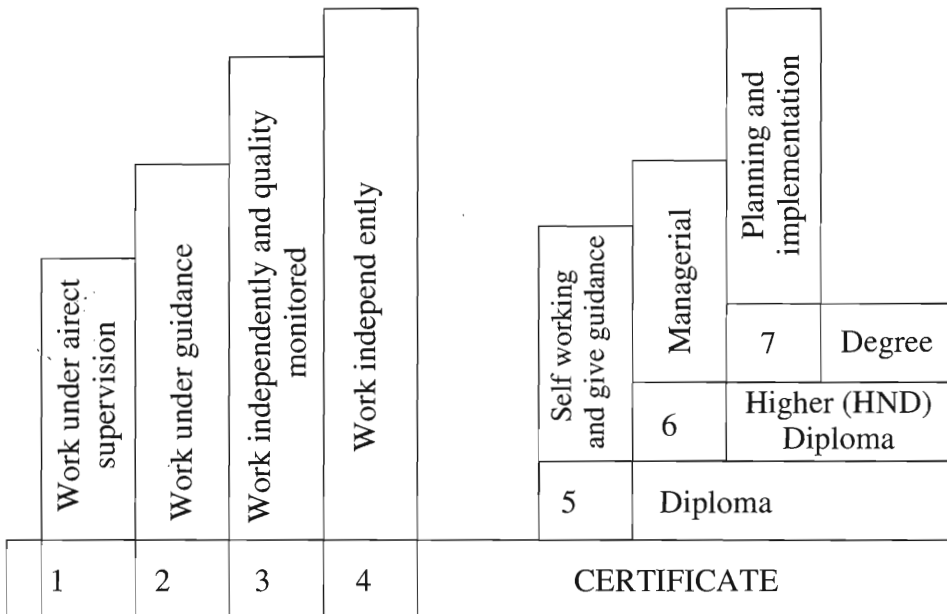 Work under airect
supervision
Work under guidance
Work independently and quality
monitored
Work independ ently
Self working
and give guidance
Managerial
Planning and
implementation
7 Degree
6 Higher (HND)
Diploma
5 Diploma
1 2 3 4 CERTIFICATE